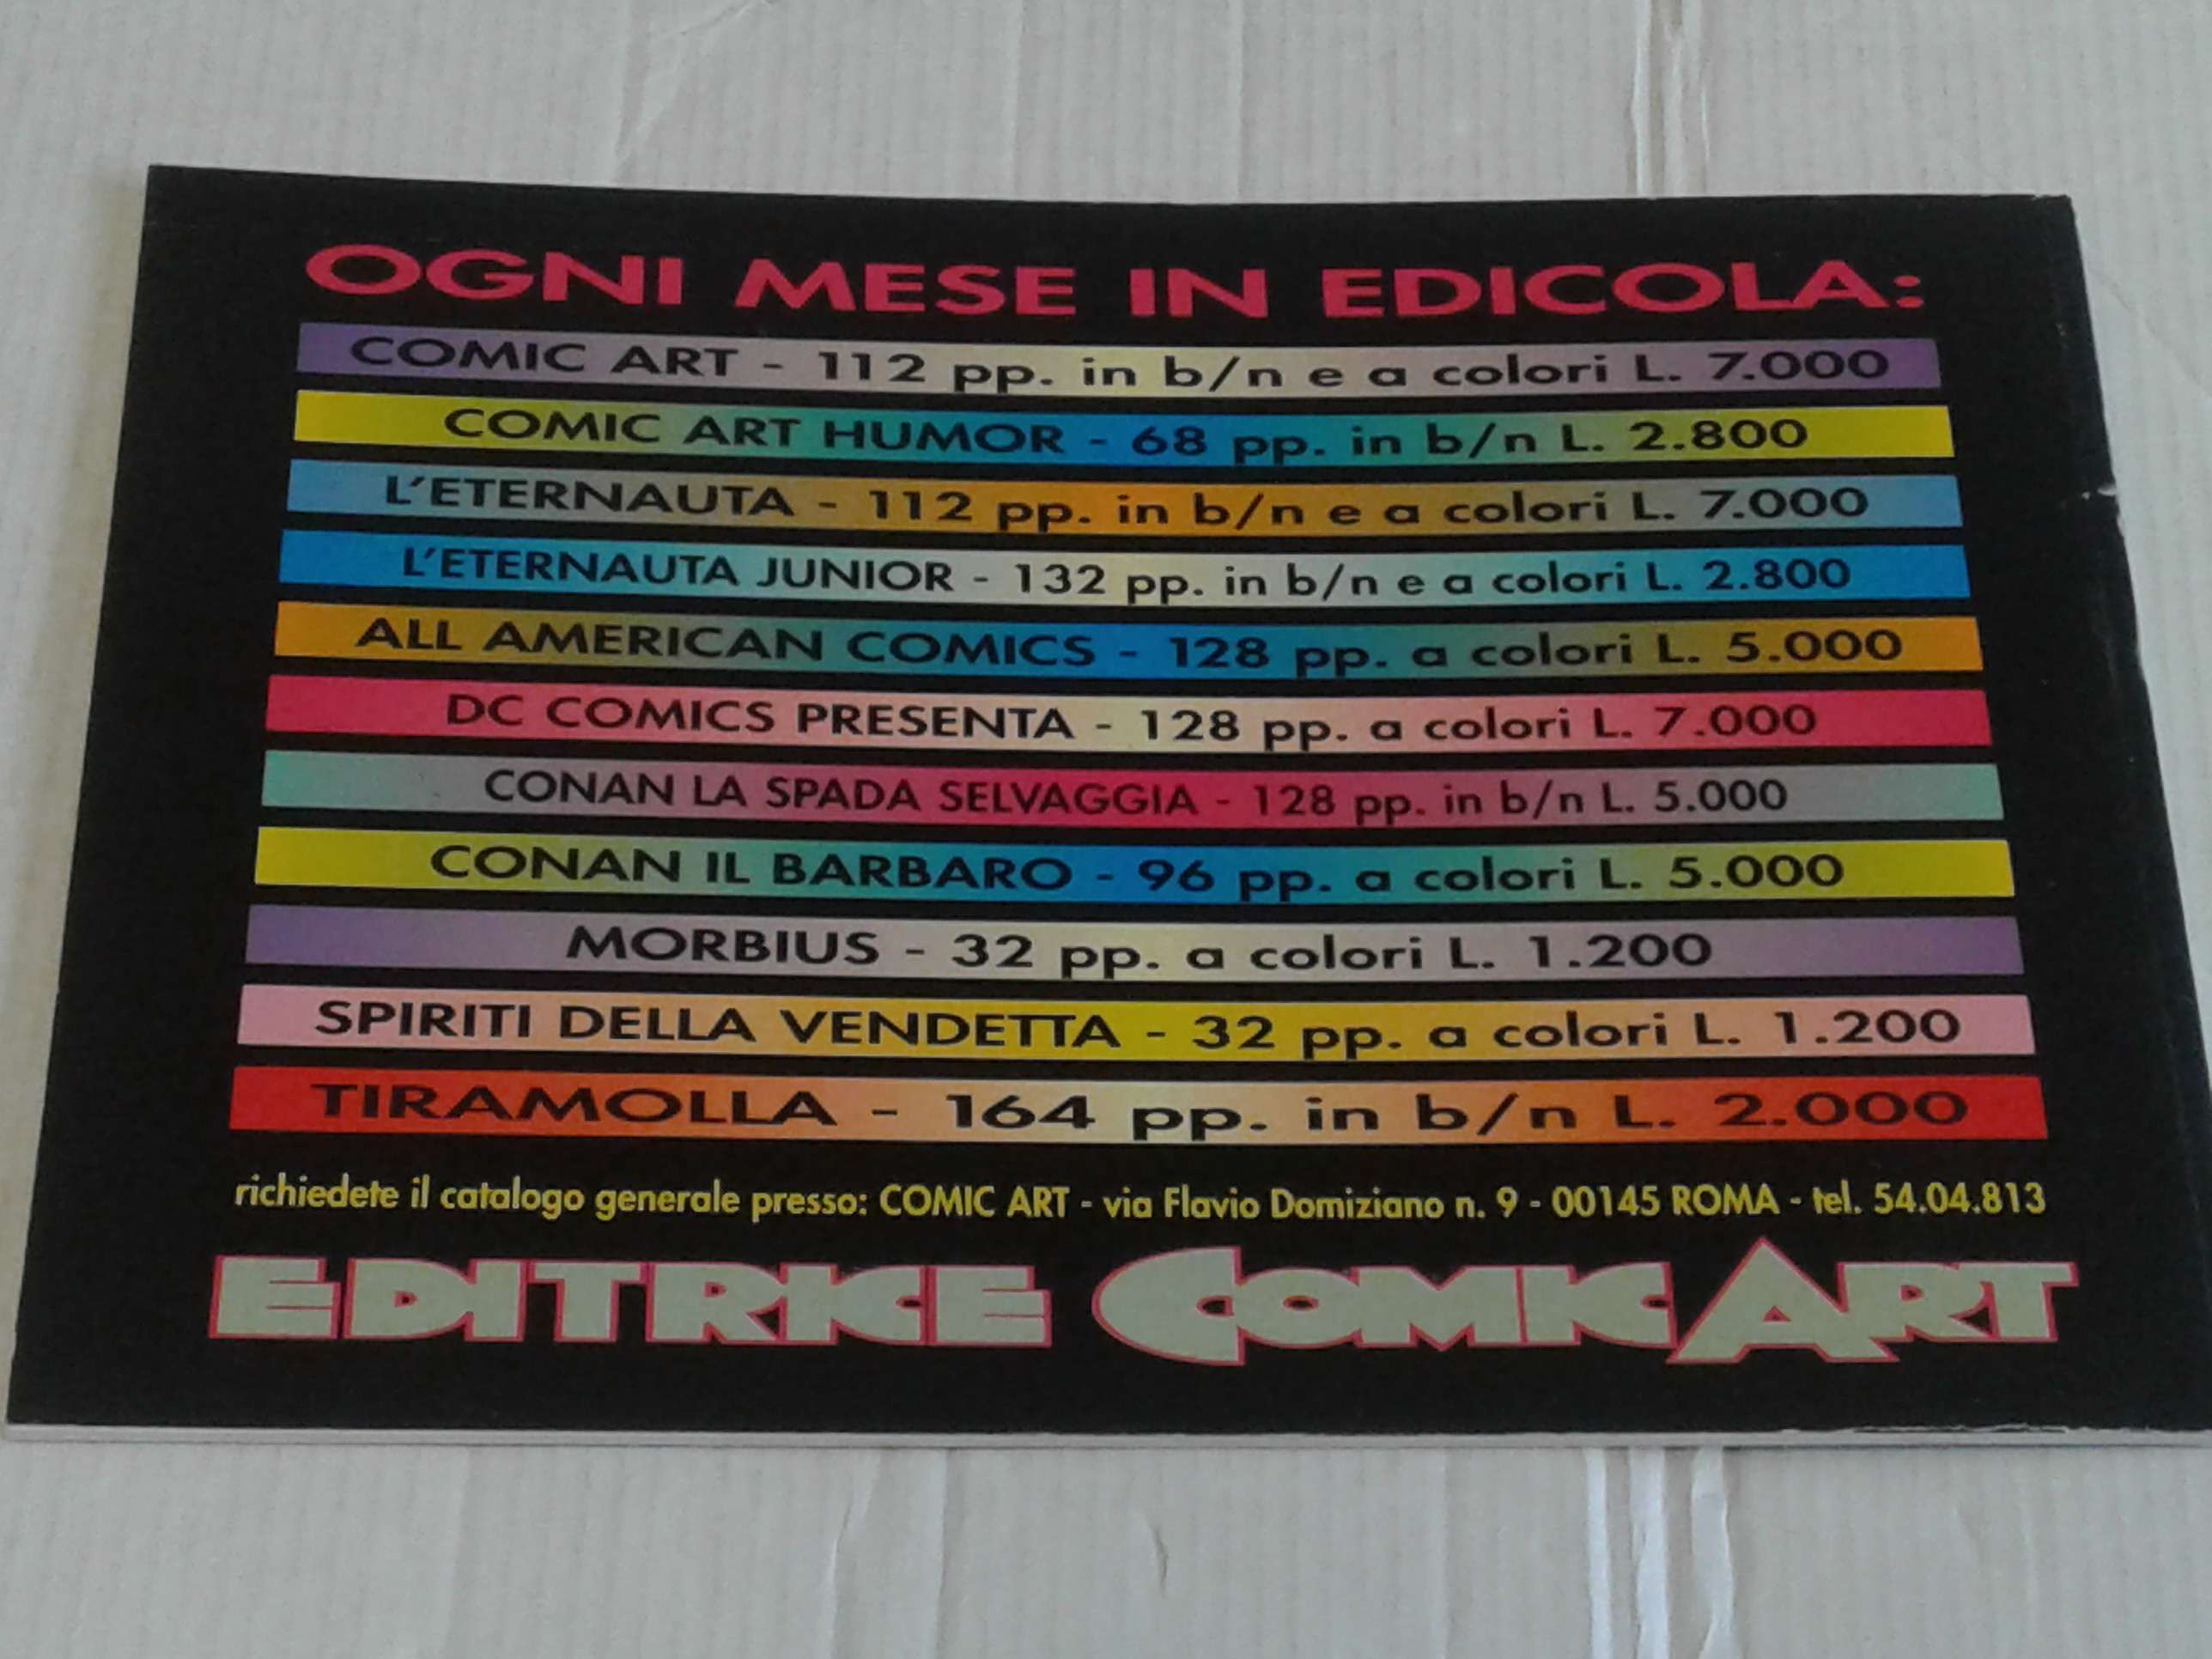 OGNI MESE IN EDICOLA:
COMIC ART - 112 pp. in b/n e a colori L. 7.000
COMIC ART HUMOR - 68 pp. in b/n L. 2.800
L'ETERNAUTA - 112 pp. in b/n e a colori L. 7.000
L'ETERNAUTA JUNIOR - 132 pp. in b/n e a colori L. 2.800
ALL AMERICAN COMICS - 128 pp. a colori L. 5.000
DC COMICS PRESENTA - 128 pp. a colori L. 7.000
CONAN LA SPADA SELVAGGIA - 128 pp. in b/n L. 5.000
CONAN IL BARBARO - 96 pp. a colori L. 5.000
MORBIUS - 32 pp. a colori L. 1.200
SPIRITI DELLA VENDETTA - 32 pp. a colori L. 1.200
TIRAMOLLA - 164 pp. in b/n L. 2.000
richiedete il catalogo generale presso: COMIC ART - via Flavio Domiziano n. 9 - 00145 ROMA - tel. 54.04.813
EDITRICE COMIC ART